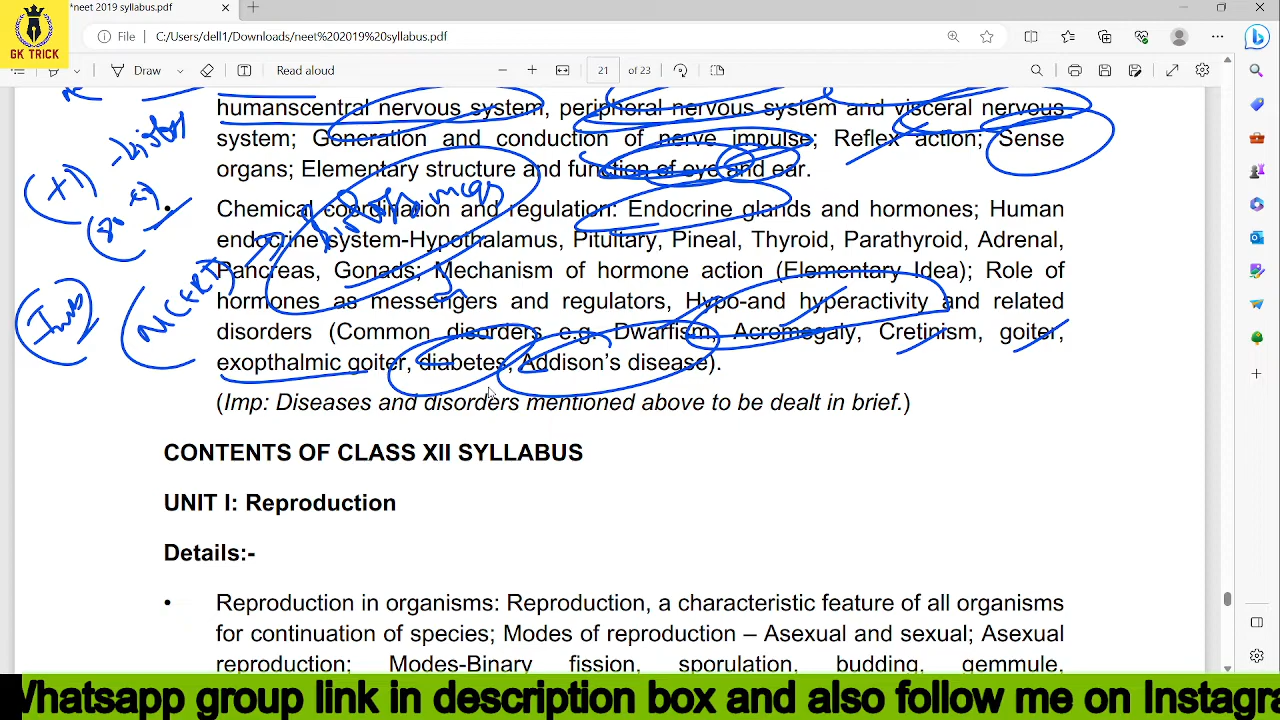 *neet 2019 syllabus.pdf
GK TRICK
File C:/Users/dell1/Downloads/neet%202019%20syllabus.pdf
Draw Read aloud 21 of 23
humanscentral nervous system, peripheral nervous system and visceral nervous
system; Generation and conduction of nerve impulse; Reflex action; Sense
organs; Elementary structure and function of eye and ear.
(XI)
biology mcqs
• Chemical coordination and regulation: Endocrine glands and hormones; Human
endocrine system-Hypothalamus, Pituitary, Pineal, Thyroid, Parathyroid, Adrenal,
Pancreas, Gonads; Mechanism of hormone action (Elementary Idea); Role of
hormones as messengers and regulators, Hypo-and hyperactivity and related
disorders (Common disorders e.g. Dwarfism, Acromegaly, Cretinism, goiter,
exopthalmic goiter, diabetes, Addison's disease).
NCERT
Imp
(Imp: Diseases and disorders mentioned above to be dealt in brief.)
CONTENTS OF CLASS XII SYLLABUS
UNIT I: Reproduction
Details:-
• Reproduction in organisms: Reproduction, a characteristic feature of all organisms
for continuation of species; Modes of reproduction – Asexual and sexual; Asexual
reproduction; Modes-Binary fission, sporulation, budding, gemmule,
Whatsapp group link in description box and also follow me on Instagra